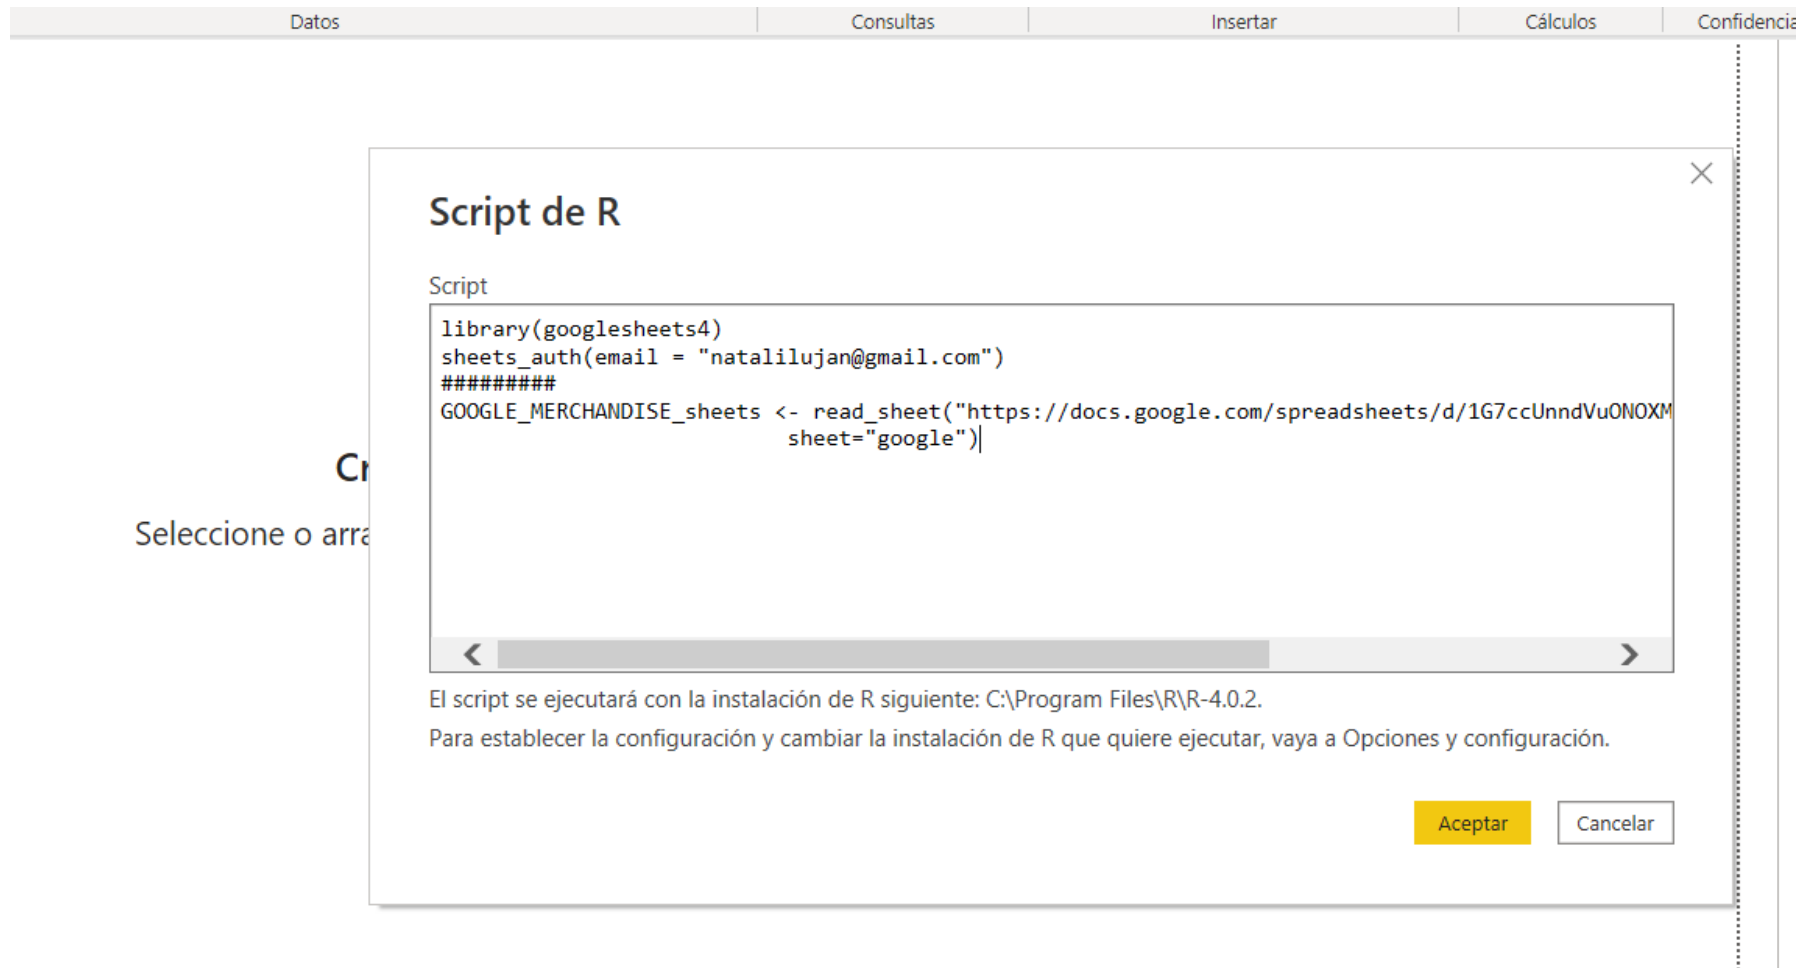 Datos Consultas Insertar Cálculos Confidencia
Script de R
Script
library(googlesheets4)
sheets_auth(email = "natalilujan@gmail.com")
#########
GOOGLE_MERCHANDISE_sheets <- read_sheet("https://docs.google.com/spreadsheets/d/1G7ccUnndVuONOXM
sheet="google")
Cr
Seleccione o arra
El script se ejecutará con la instalación de R siguiente: C:\Program Files\R\R-4.0.2.
Para establecer la configuración y cambiar la instalación de R que quiere ejecutar, vaya a Opciones y configuración.
Aceptar Cancelar